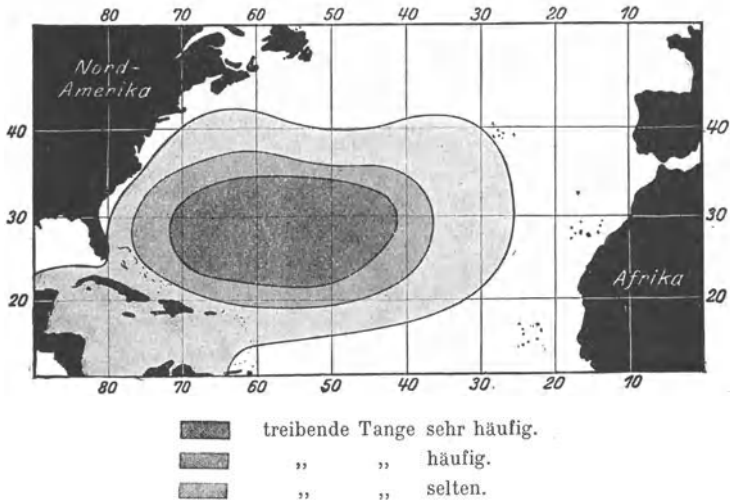 80 70 60 50 40 30 20 10
Nord-
Amerika
40 40
30 30
Afrika
20 20
80 70 60 50 40 30 20 10
treibende Tange sehr häufig.
„ „ häufig.
„ „ selten.